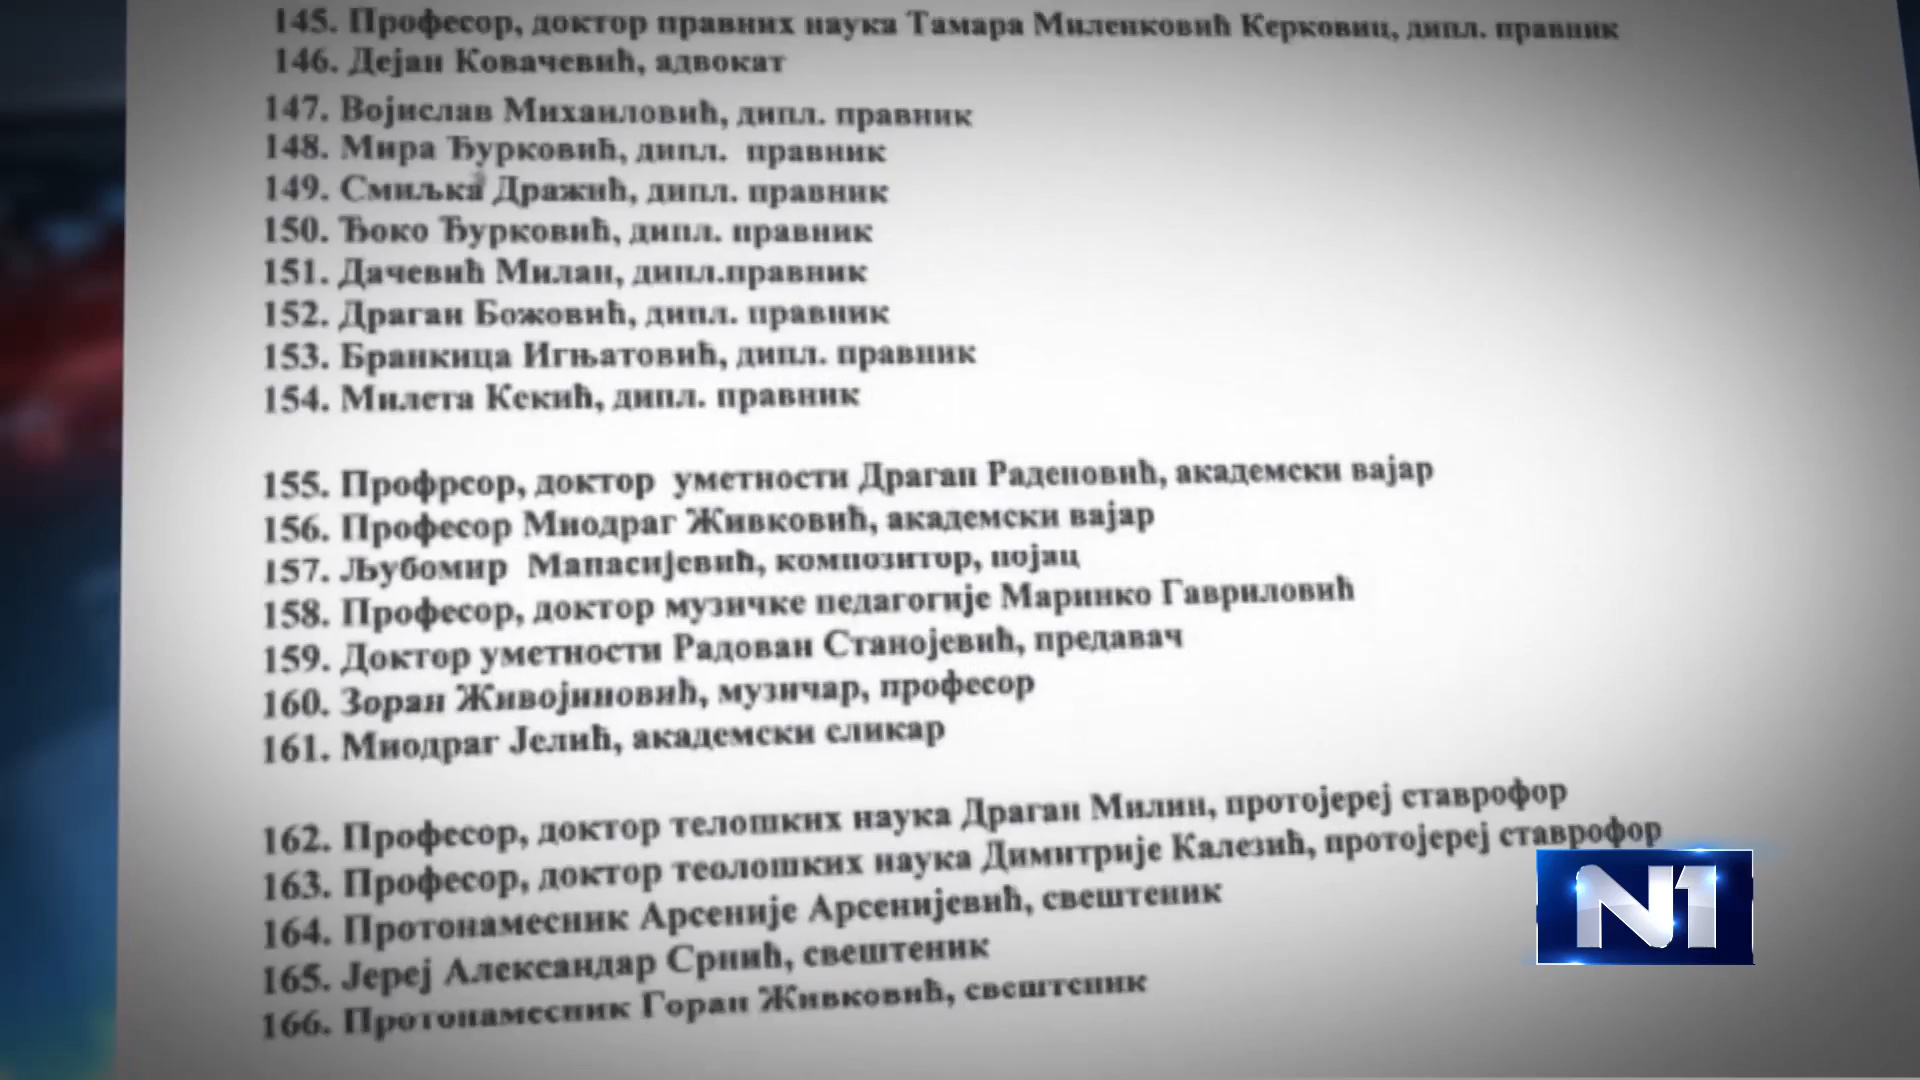 145. Професор, доктор правних наука Тамара Миленковић Керковиц, дипл. правник
146. Дејан Ковачевић, адвокат
147. Војислав Михаиловић, дипл. правник
148. Мира Ђурковић, дипл. правник
149. Смиљка Дражић, дипл. правник
150. Ђоко Ђурковић, дипл. правник
151. Дачевић Милан, дипл.правник
152. Драган Божовић, дипл. правник
153. Бранкица Игњатовић, дипл. правник
154. Милета Кекић, дипл. правник
155. Профрсор, доктор уметности Драган Раденовић, академски вајар
156. Професор Миодраг Живковић, академски вајар
157. Љубомир Манасијевић, композитор, појац
158. Професор, доктор музичке педагогије Маринко Гавриловић
159. Доктор уметности Радован Станојевић, предавач
160. Зоран Живојиновић, музичар, професор
161. Миодраг Јелић, академски сликар
162. Професор, доктор телошких наука Драган Милин, протојереј ставрофор
163. Професор, доктор теолошких наука Димитрије Калезић, протојереј ставрофор
164. Протонамесник Арсеније Арсенијевић, свештеник
165. Јереј Александар Срнић, свештеник
166. Протонамесник Горан Живковић, свештеник
N1